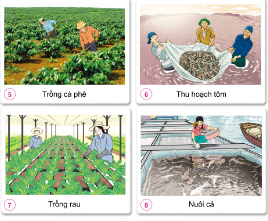 5 Trồng cà phê
6 Thu hoạch tôm
7 Trồng rau
8 Nuôi cá